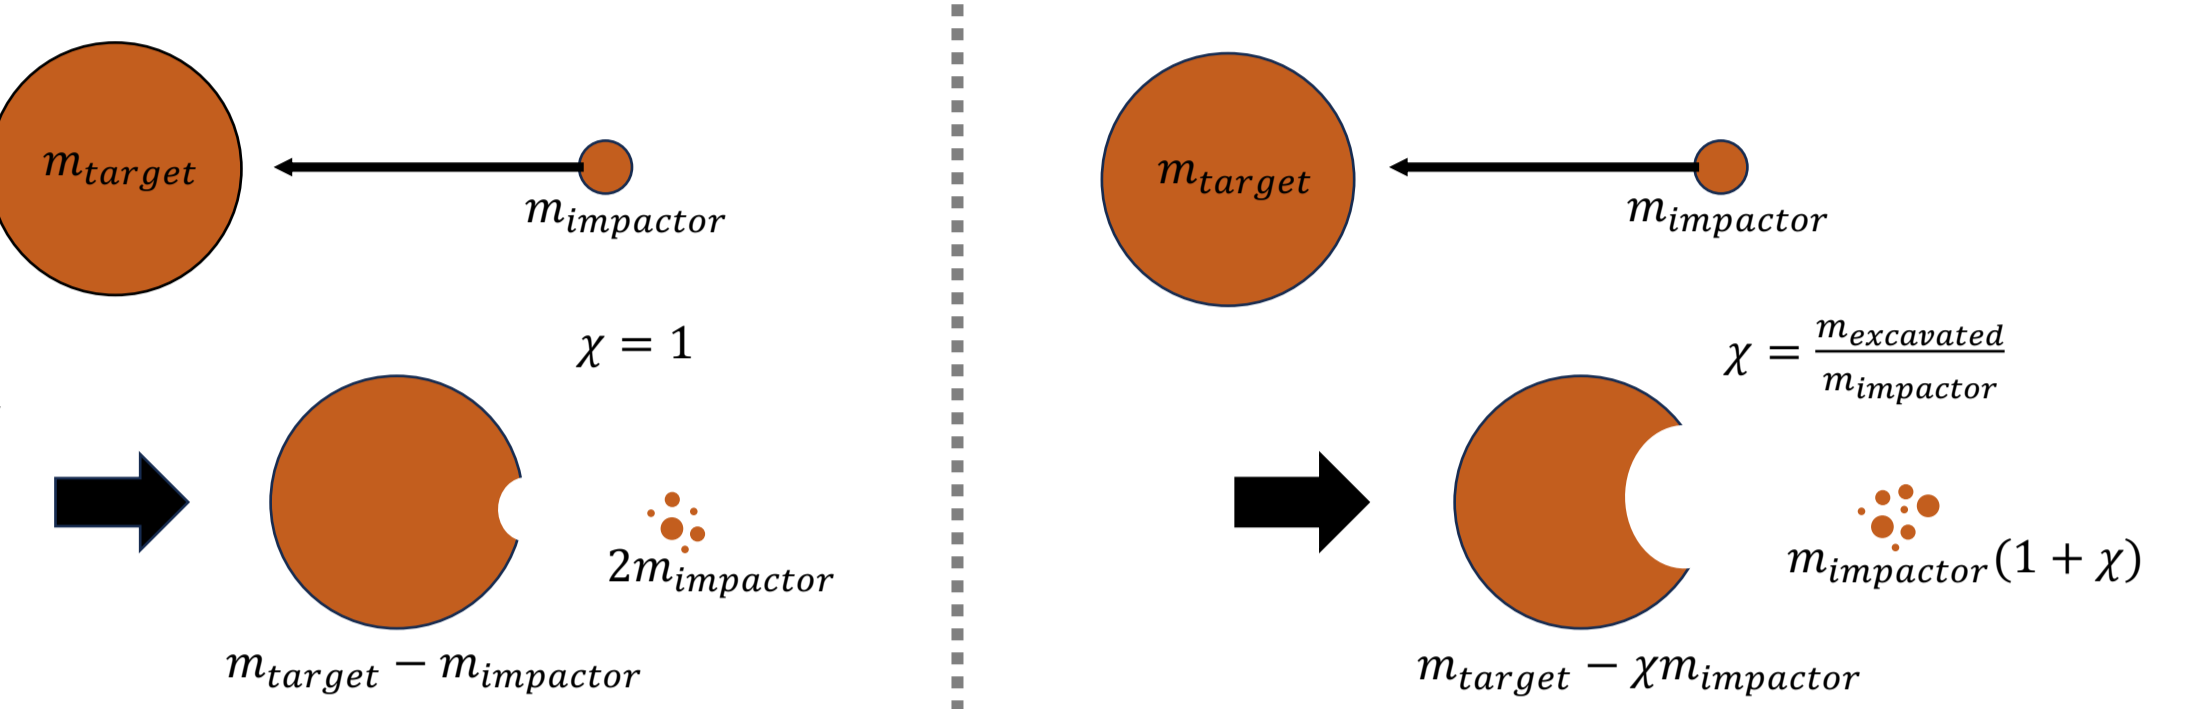 m_target
m_impactor
χ = 1
2m_impactor
m_target − m_impactor
m_target
m_impactor
χ = m_excavated / m_impactor
m_impactor(1 + χ)
m_target − χm_impactor